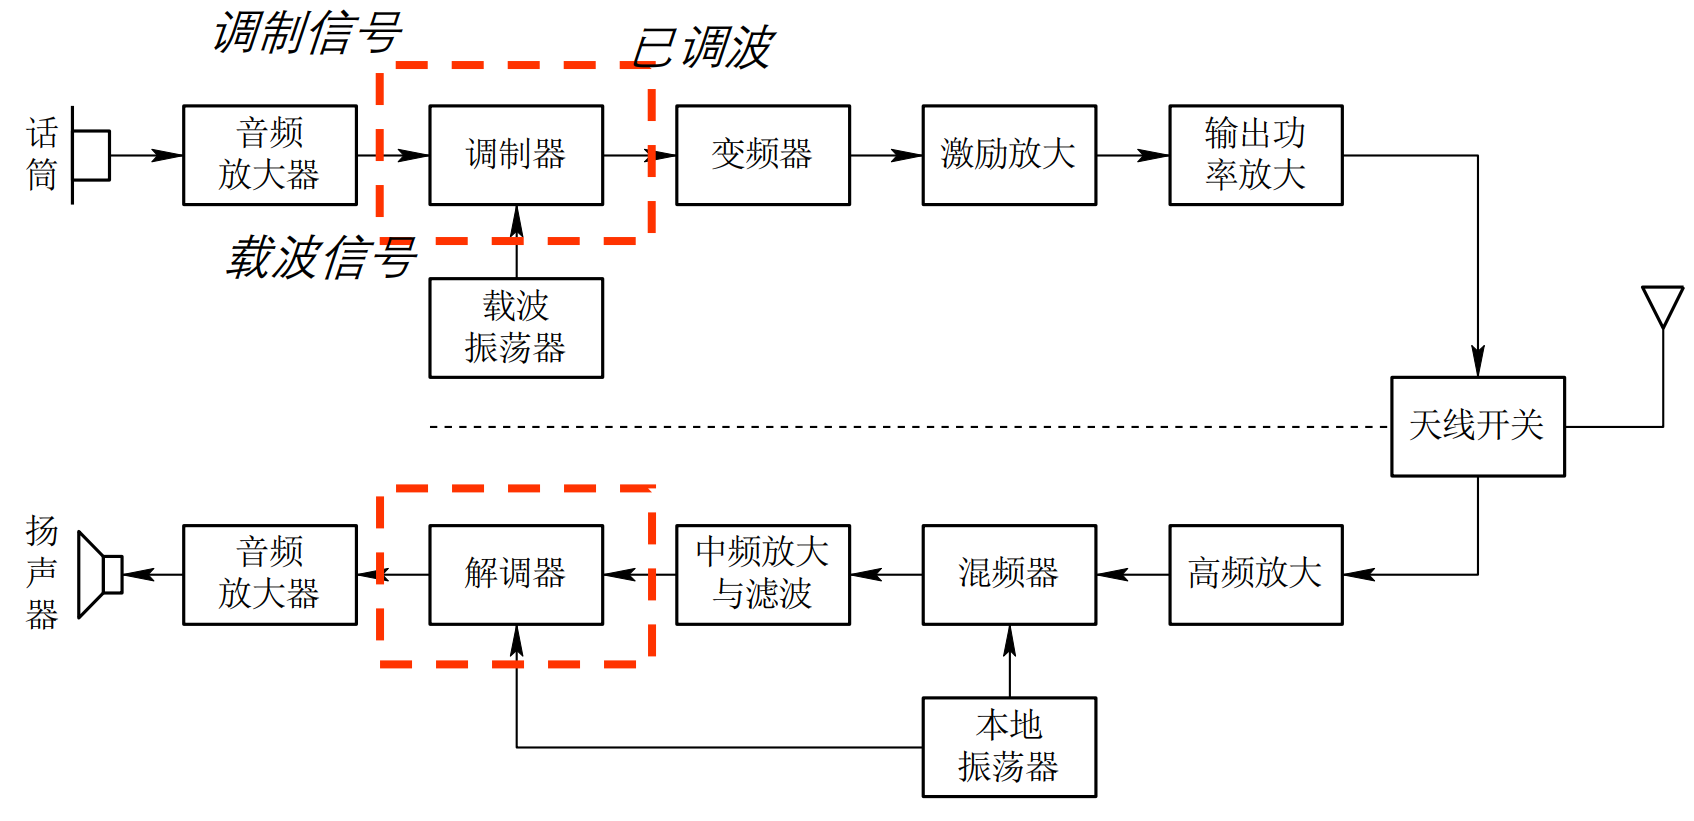 调制信号
已调波
话筒
音频
放大器
调制器
变频器
激励放大
输出功
率放大
载波信号
载波
振荡器
天线开关
扬声器
音频
放大器
解调器
中频放大
与滤波
混频器
高频放大
本地
振荡器